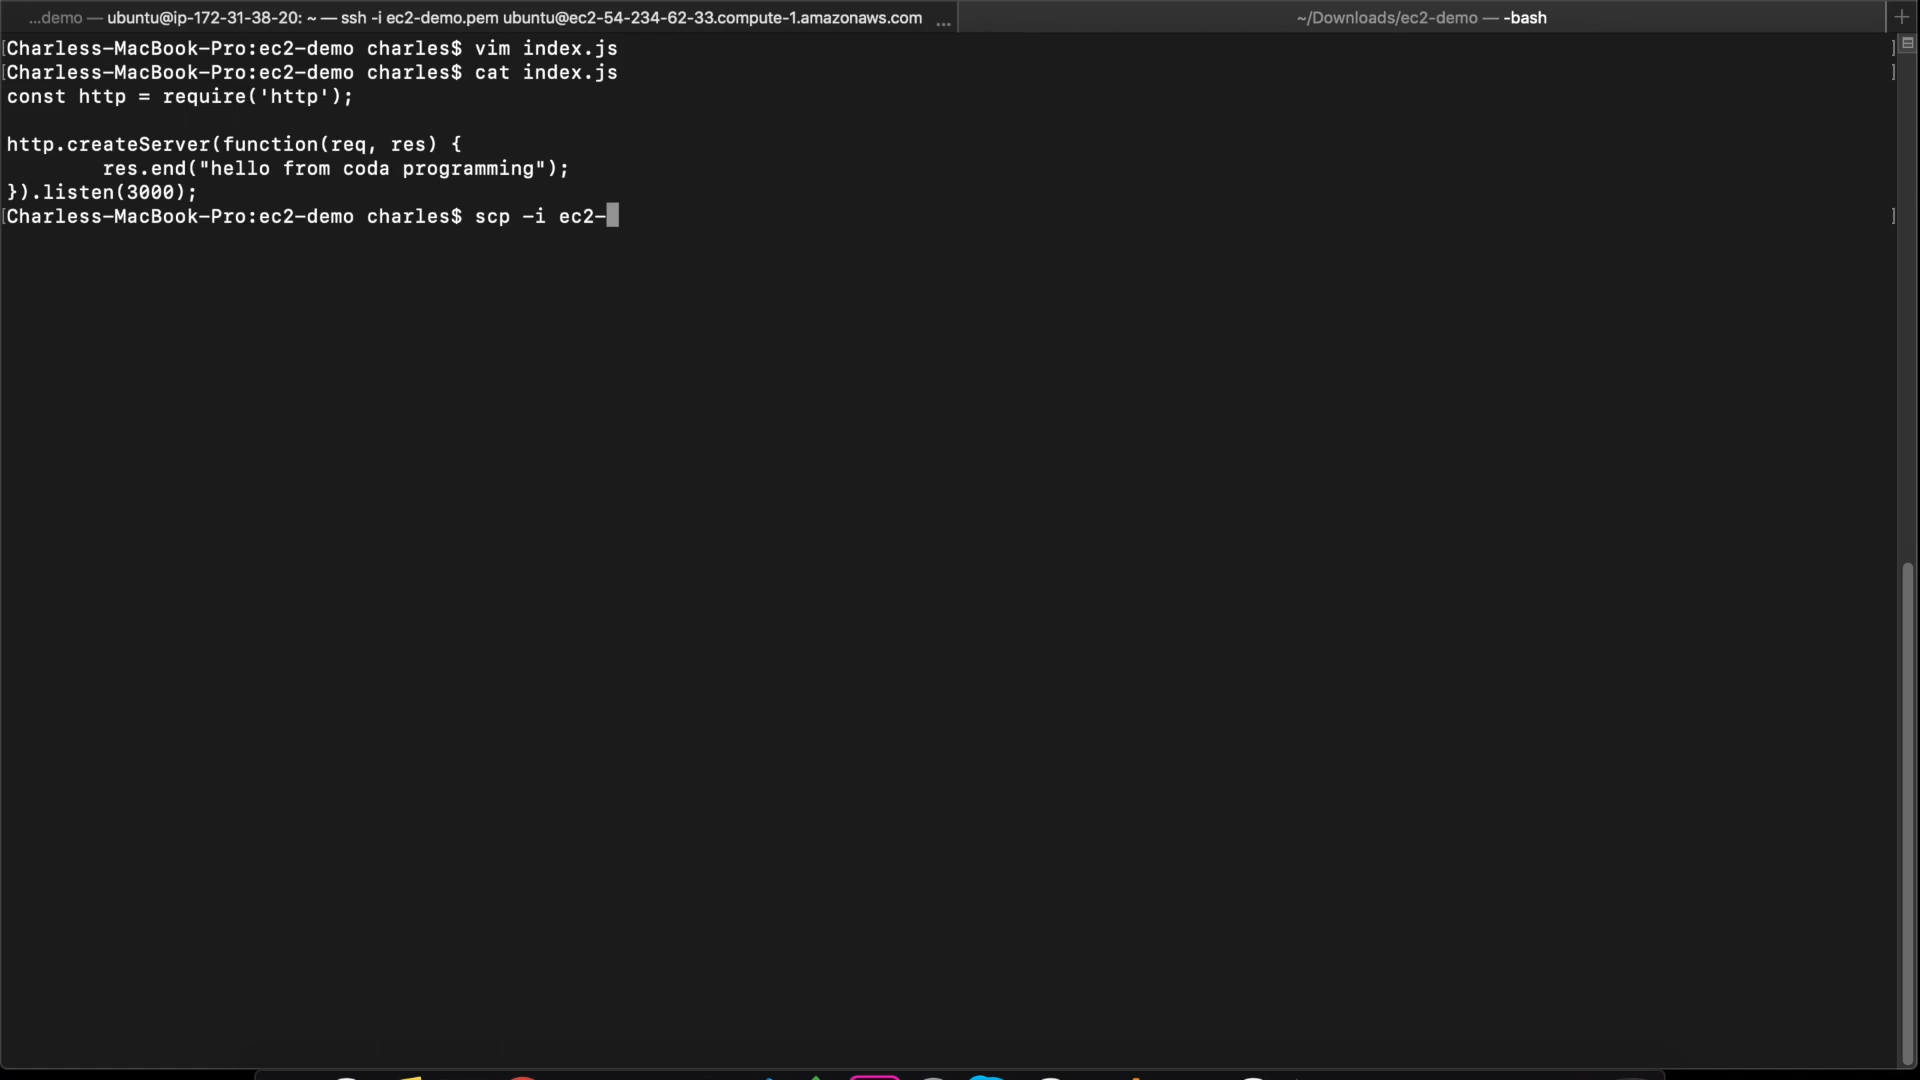 ...demo — ubuntu@ip-172-31-38-20: ~ — ssh -i ec2-demo.pem ubuntu@ec2-54-234-62-33.compute-1.amazonaws.com ...
~/Downloads/ec2-demo — -bash
[Charless-MacBook-Pro:ec2-demo charles$ vim index.js ]
[Charless-MacBook-Pro:ec2-demo charles$ cat index.js ]
const http = require('http');
http.createServer(function(req, res) {
        res.end("hello from coda programming");
}).listen(3000);
[Charless-MacBook-Pro:ec2-demo charles$ scp -i ec2- ]